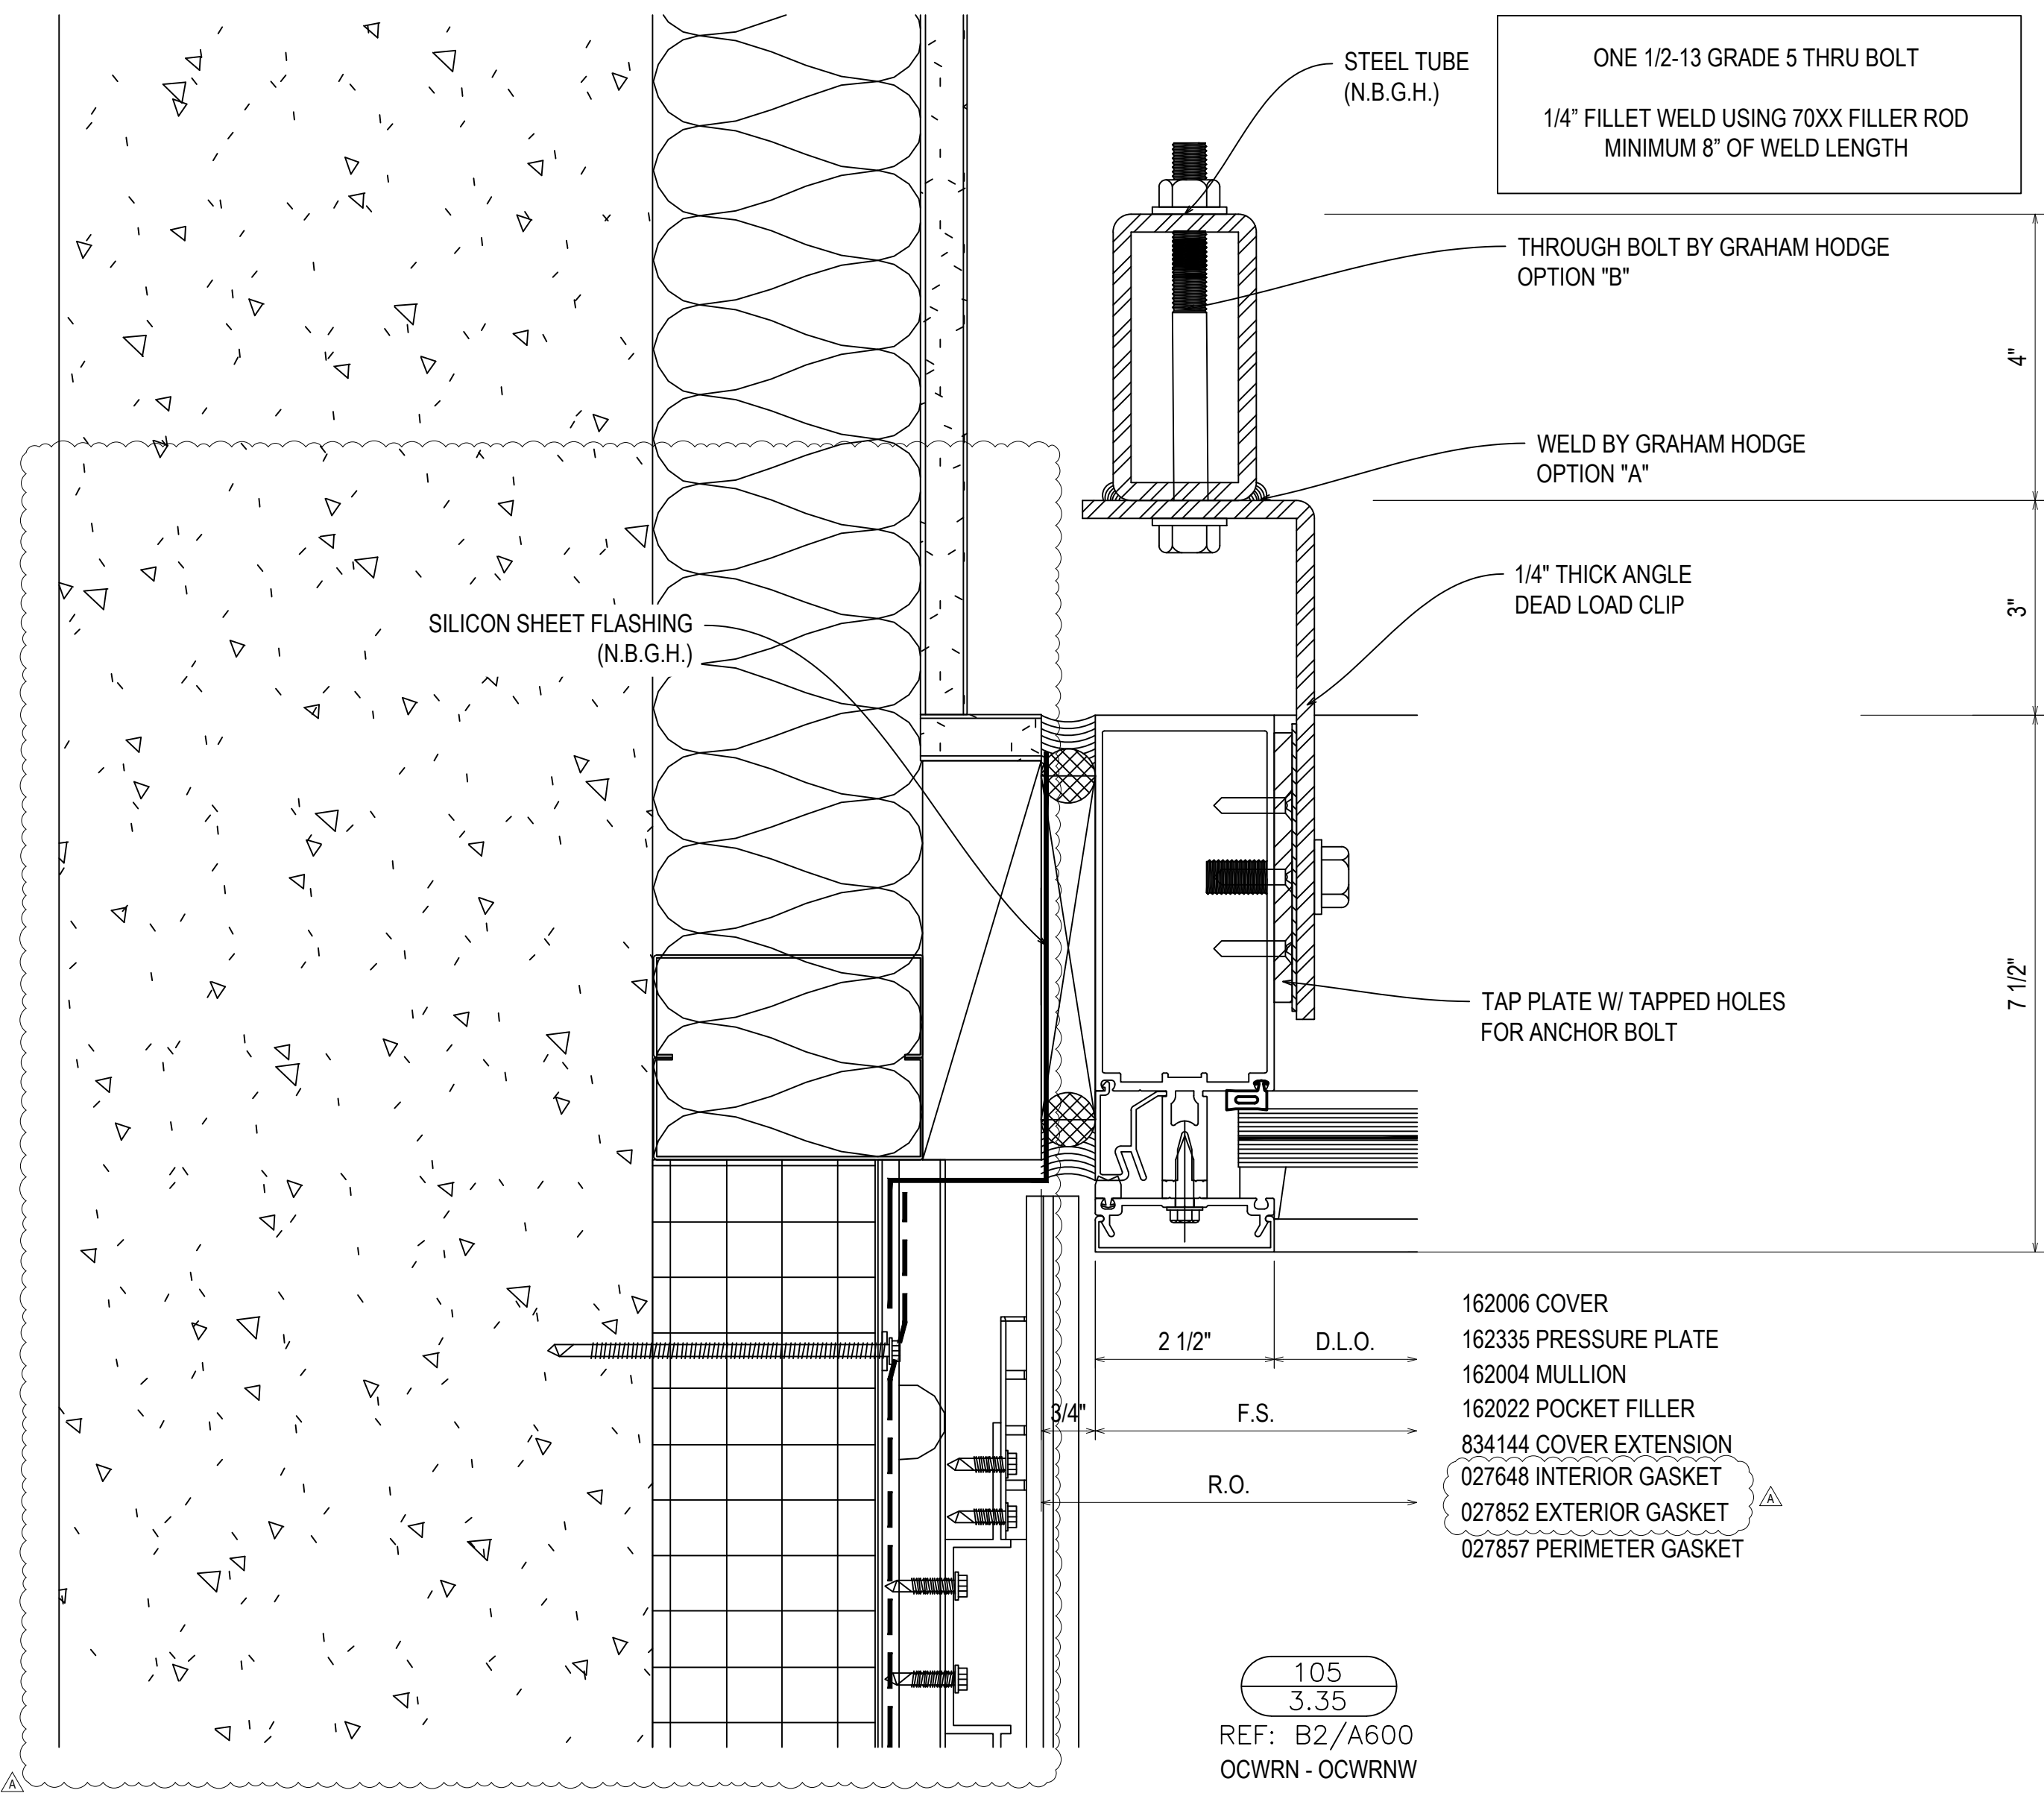 STEEL TUBE
(N.B.G.H.)
ONE 1/2-13 GRADE 5 THRU BOLT
1/4” FILLET WELD USING 70XX FILLER ROD
MINIMUM 8” OF WELD LENGTH
THROUGH BOLT BY GRAHAM HODGE
OPTION "B"
4"
WELD BY GRAHAM HODGE
OPTION "A"
1/4" THICK ANGLE
DEAD LOAD CLIP
3"
SILICON SHEET FLASHING
(N.B.G.H.)
TAP PLATE W/ TAPPED HOLES
FOR ANCHOR BOLT
7 1/2"
2 1/2"
D.L.O.
3/4"
F.S.
R.O.
162006 COVER
162335 PRESSURE PLATE
162004 MULLION
162022 POCKET FILLER
834144 COVER EXTENSION
027648 INTERIOR GASKET
027852 EXTERIOR GASKET
A
027857 PERIMETER GASKET
105
3.35
REF: B2/A600
OCWRN - OCWRNW
A